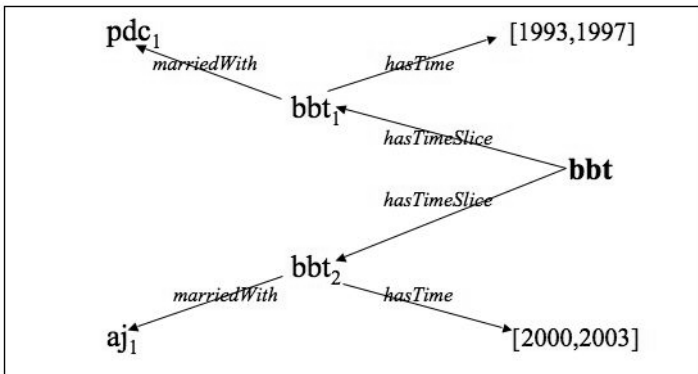 pdc₁
[1993,1997]
marriedWith
hasTime
bbt₁
hasTimeSlice
bbt
hasTimeSlice
bbt₂
marriedWith
hasTime
aj₁
[2000,2003]